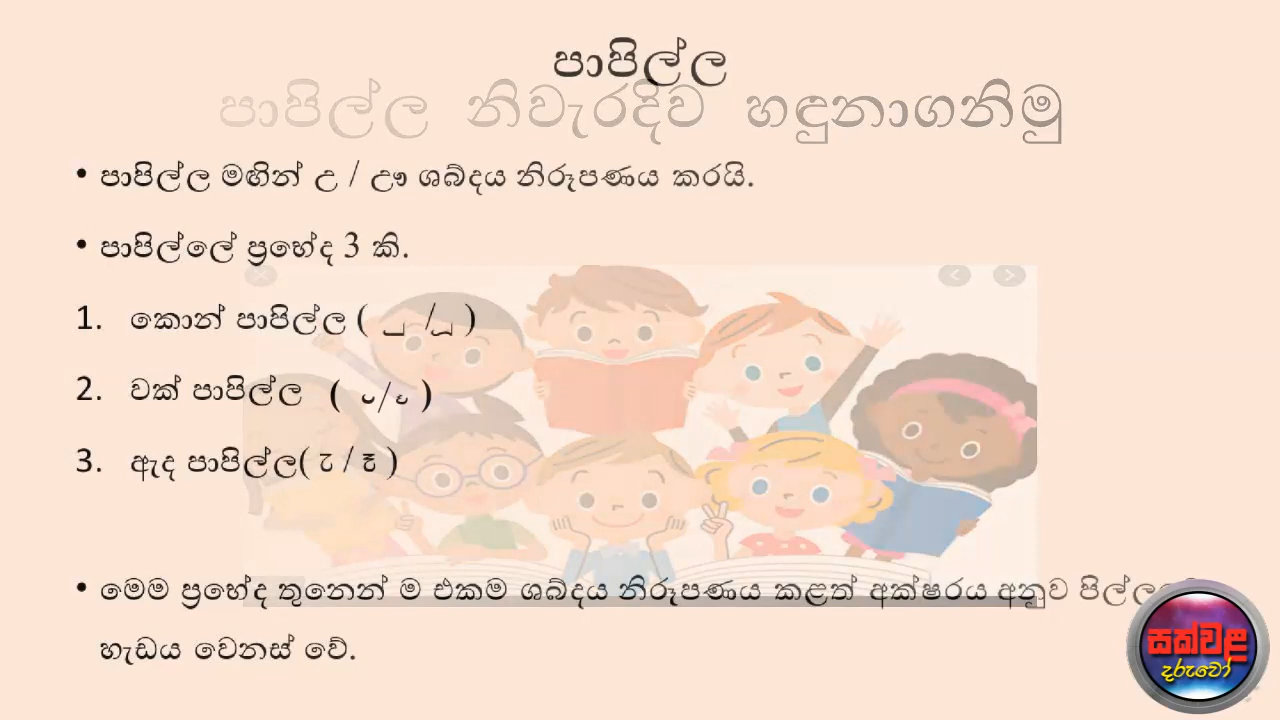 පාපිල්ල
පාපිල්ල නිවැරදිව හඳුනාගනිමු
• පාපිල්ල මඟින් උ / ඌ ශබ්දය නිරූපණය කරයි.
• පාපිල්ලේ ප්‍රභේද 3 කි.
1. කොන් පාපිල්ල ( ු / ූ )
2. වක් පාපිල්ල ( ු / ූ )
3. ඇද පාපිල්ල( ැ / ෑ )
• මෙම ප්‍රභේද තුනෙන් ම එකම ශබ්දය නිරූපණය කළත් අක්ෂරය අනුව
හැඩය වෙනස් වේ.
සක්වළ
දරුවෝ